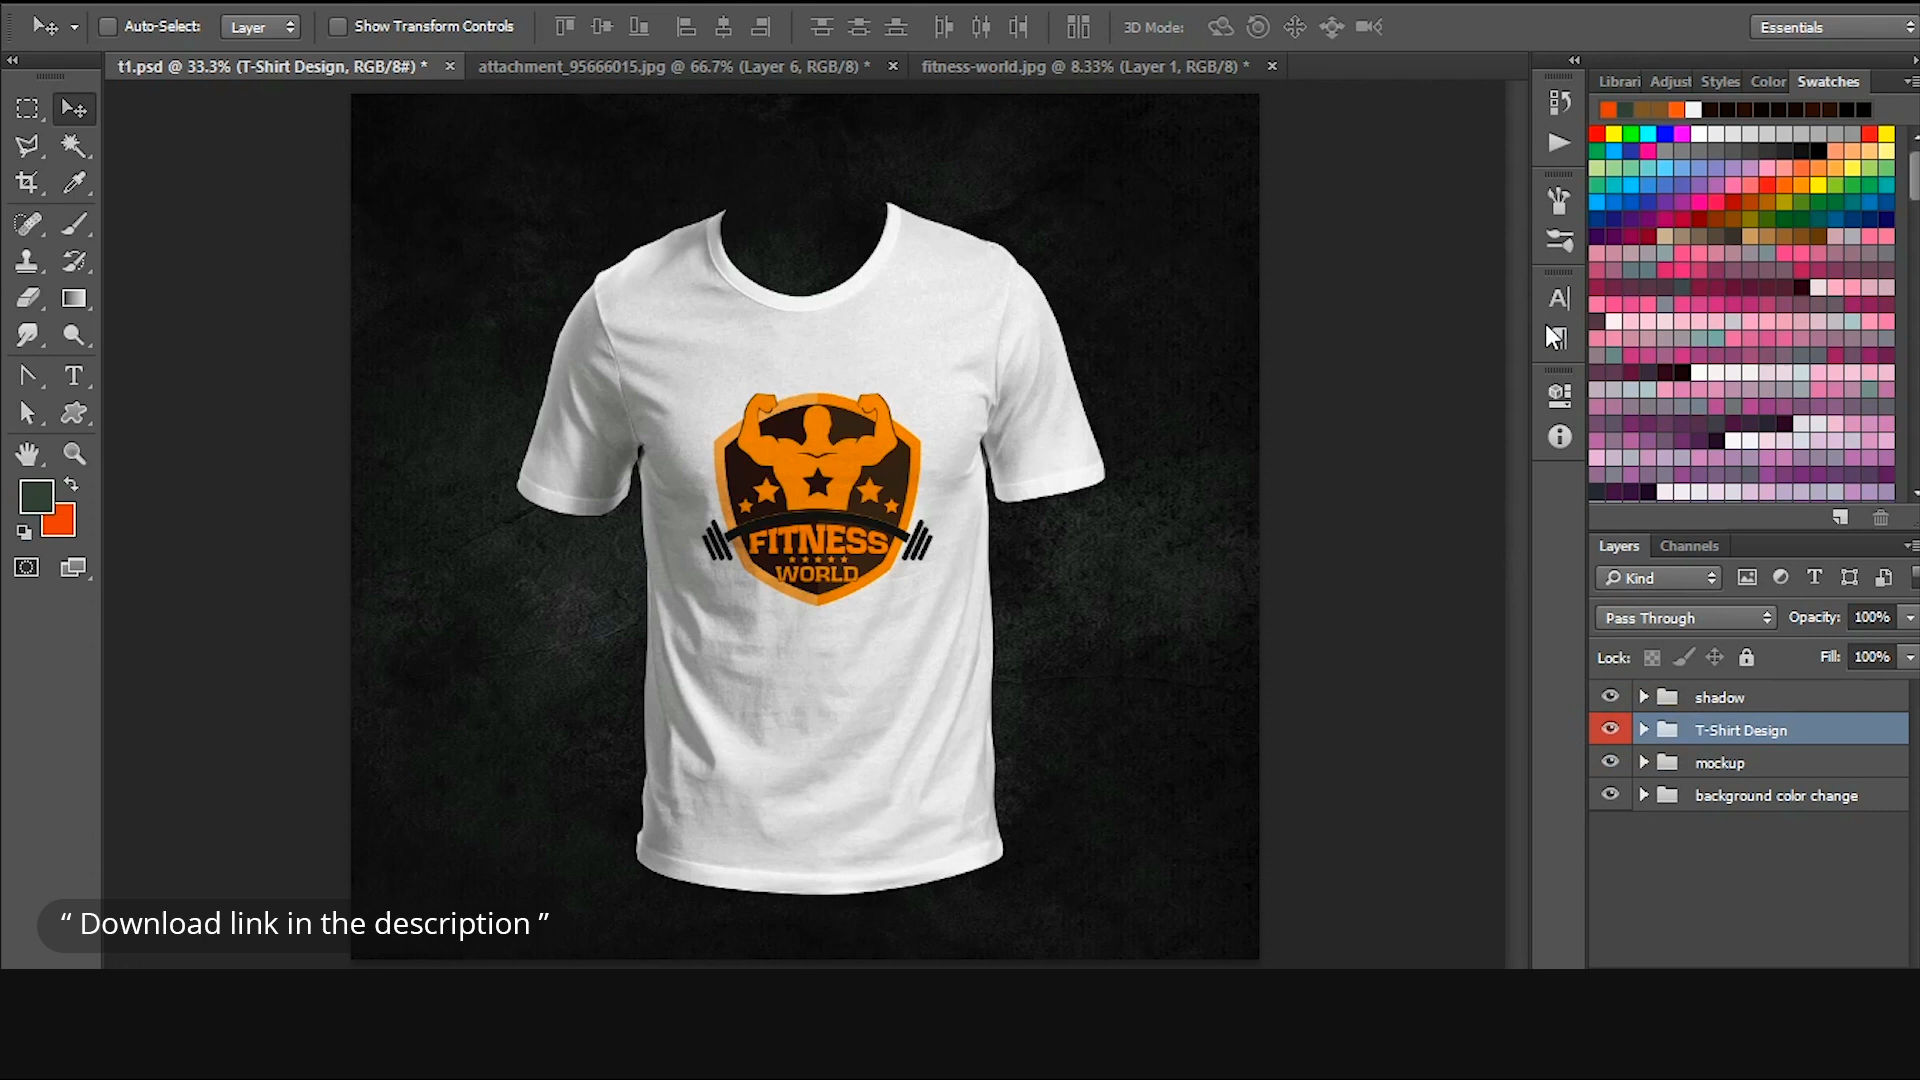 Auto-Select:
Layer
Show Transform Controls
3D Mode:
Essentials
t1.psd @ 33.3% (T-Shirt Design, RGB/8#) *
attachment_95666015.jpg @ 66.7% (Layer 6, RGB/8) *
fitness-world.jpg @ 8.33% (Layer 1, RGB/8) *
Librari
Adjust
Styles
Color
Swatches
FITNESS
WORLD
Layers
Channels
Kind
Pass Through
Opacity: 100%
Lock:
Fill: 100%
shadow
T-Shirt Design
mockup
background color change
“ Download link in the description ”